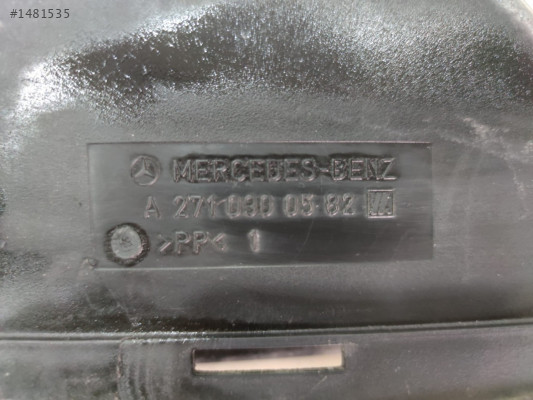 #1481535
MERCEDES-BENZ
A 271 090 05 82
>PP< 1